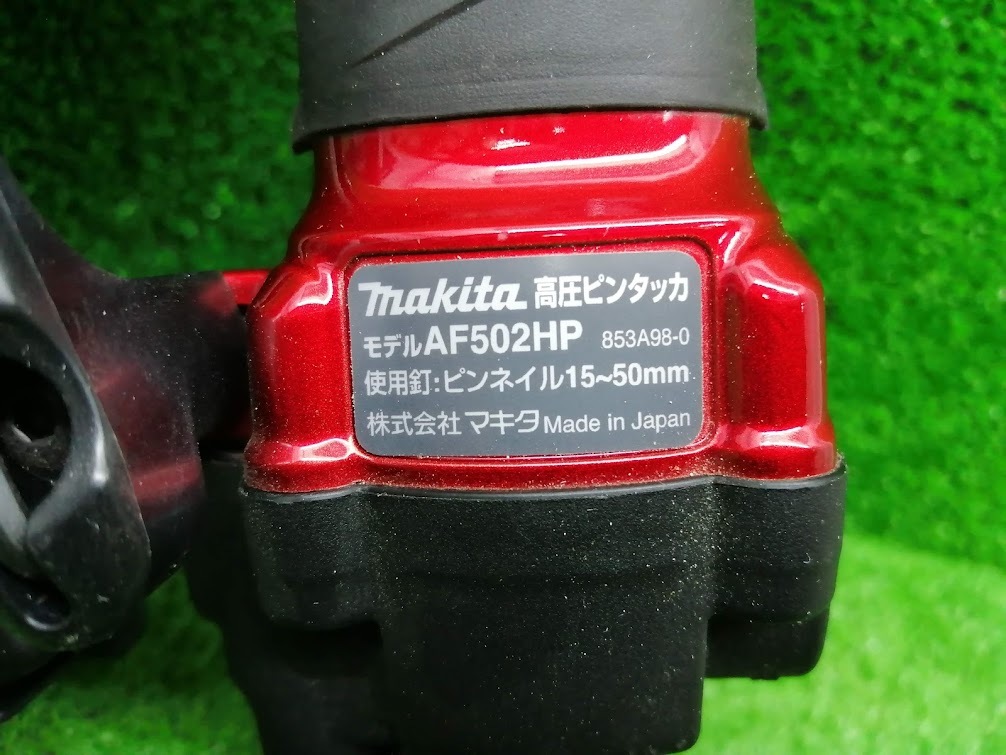 makita 高圧ピンタッカ
モデルAF502HP 853A98-0
使用釘:ピンネイル15~50mm
株式会社 マキタ Made in Japan